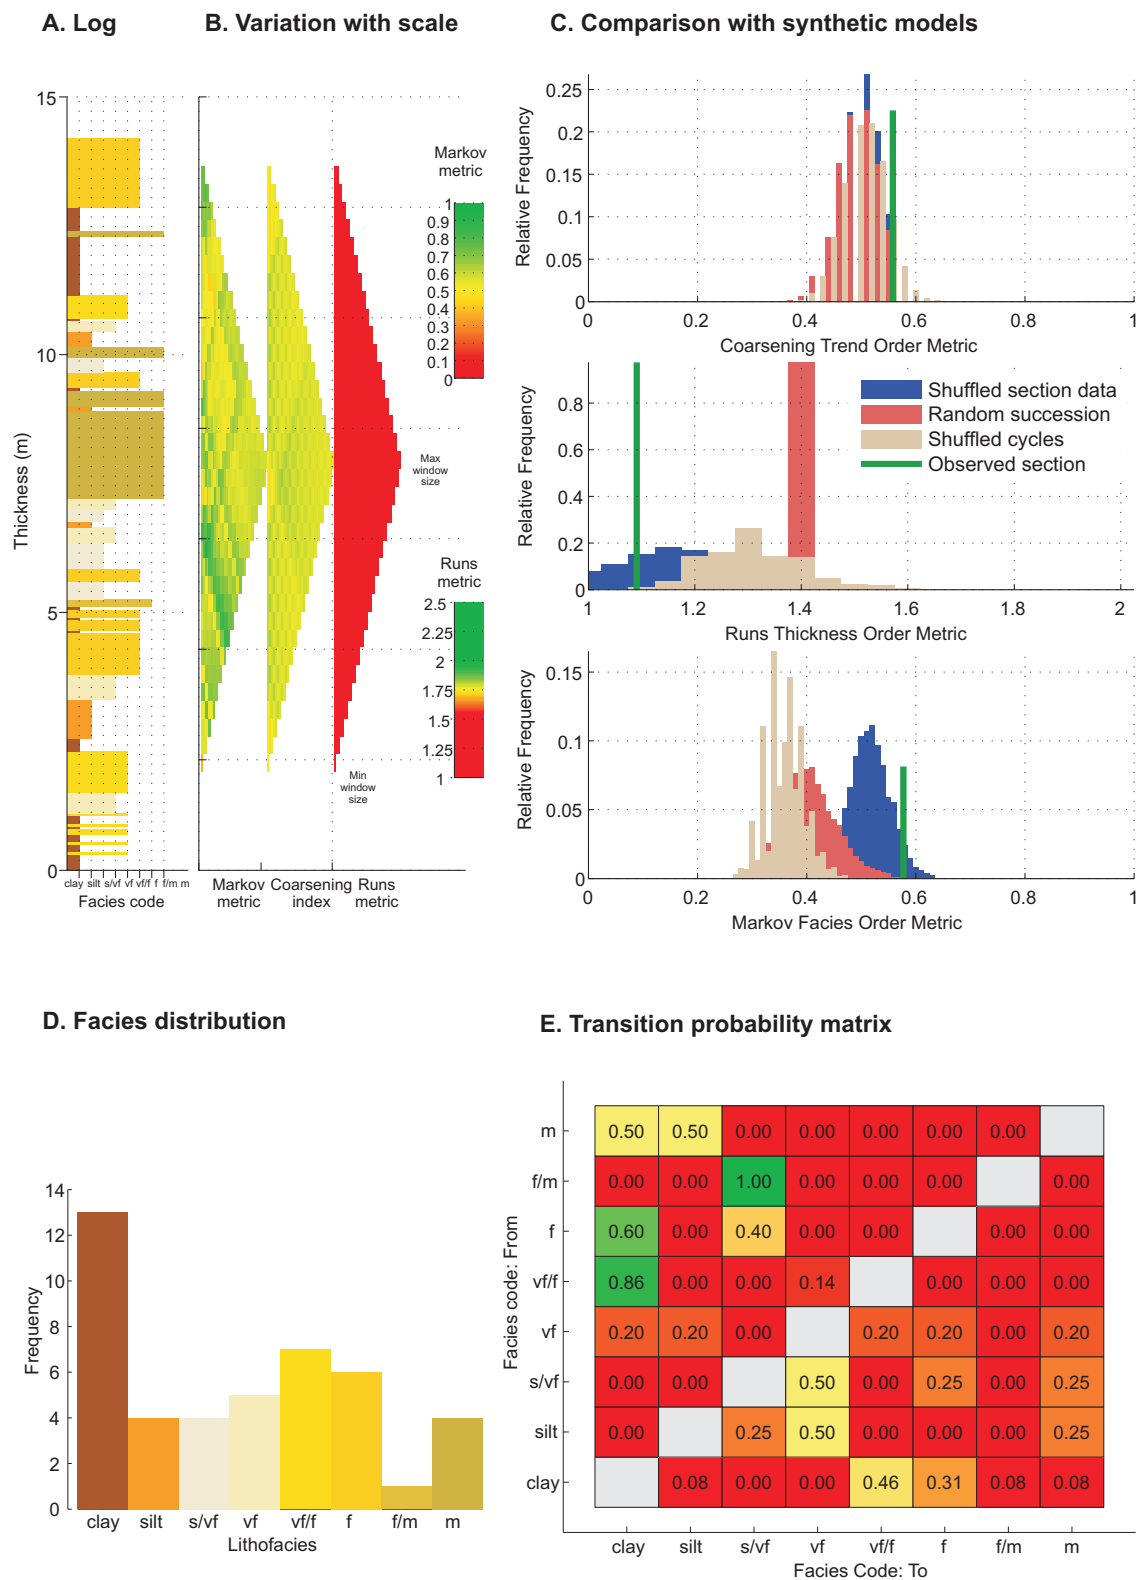 A. Log
B. Variation with scale
C. Comparison with synthetic models
15
10
5
0
Thickness (m)
clay silt s/vf vf vf/f f f/m m
Facies code
Markov
metric
1
0.9
0.8
0.7
0.6
0.5
0.4
0.3
0.2
0.1
0
Max
window
size
Runs
metric
2.5
2.25
2
1.75
1.5
1.25
1
Min
window
size
Markov
metric
Coarsening
index
Runs
metric
Relative Frequency
0.25
0.2
0.15
0.1
0.05
0
0 0.2 0.4 0.6 0.8 1
Coarsening Trend Order Metric
Relative Frequency
0.8
0.6
0.4
0.2
0
Shuffled section data
Random succession
Shuffled cycles
Observed section
1 1.2 1.4 1.6 1.8 2
Runs Thickness Order Metric
Relative Frequency
0.15
0.1
0.05
0
0 0.2 0.4 0.6 0.8 1
Markov Facies Order Metric
D. Facies distribution
Frequency
14
12
10
8
6
4
2
0
clay silt s/vf vf vf/f f f/m m
Lithofacies
E. Transition probability matrix
Facies code: From
m 0.50 0.50 0.00 0.00 0.00 0.00 0.00
f/m 0.00 0.00 1.00 0.00 0.00 0.00 0.00
f 0.60 0.00 0.40 0.00 0.00 0.00 0.00
vf/f 0.86 0.00 0.00 0.14 0.00 0.00 0.00
vf 0.20 0.20 0.00 0.20 0.20 0.00 0.20
s/vf 0.00 0.00 0.50 0.00 0.25 0.00 0.25
silt 0.00 0.25 0.50 0.00 0.00 0.00 0.25
clay 0.08 0.00 0.00 0.46 0.31 0.08 0.08
clay silt s/vf vf vf/f f f/m m
Facies Code: To